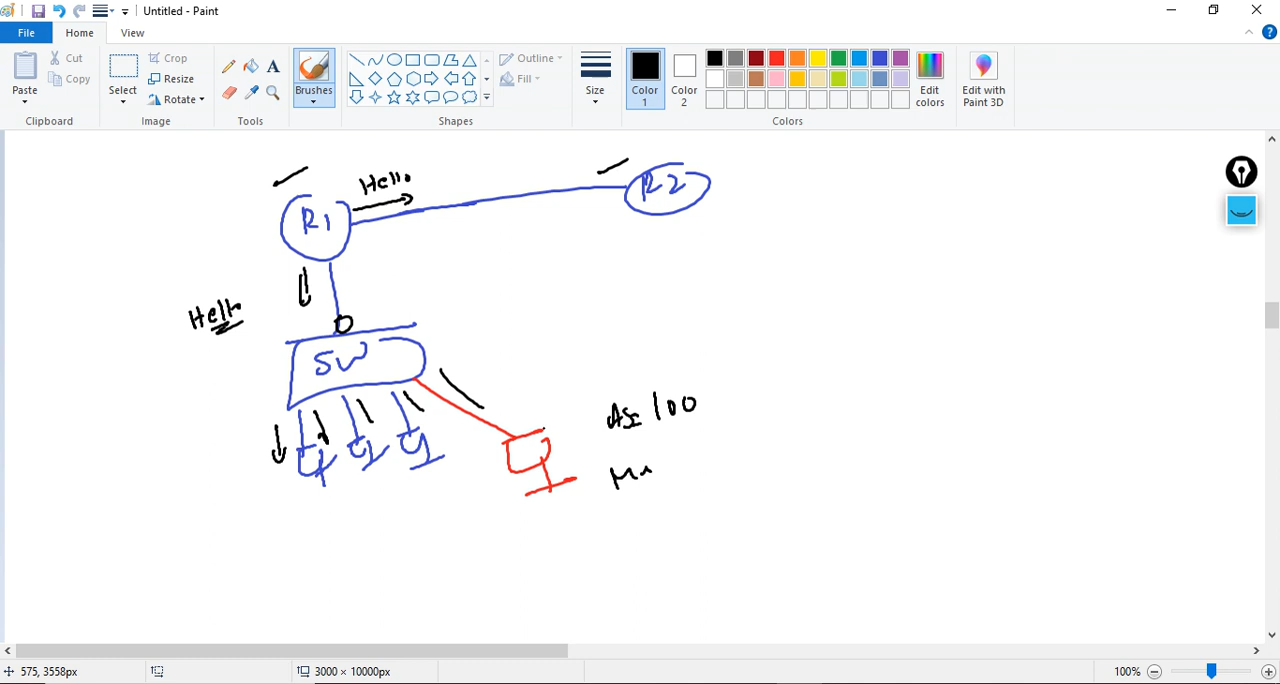 Untitled - Paint
File
Home
View
Paste
Cut
Copy
Clipboard
Select
Crop
Resize
Rotate
Image
A
Tools
Brushes
Outline
Fill
Shapes
Size
Color 1
Color 2
Edit colors
Edit with Paint 3D
Colors
Hello
R1
R2
Hello
SW
100
575, 3558px
3000 × 10000px
100%